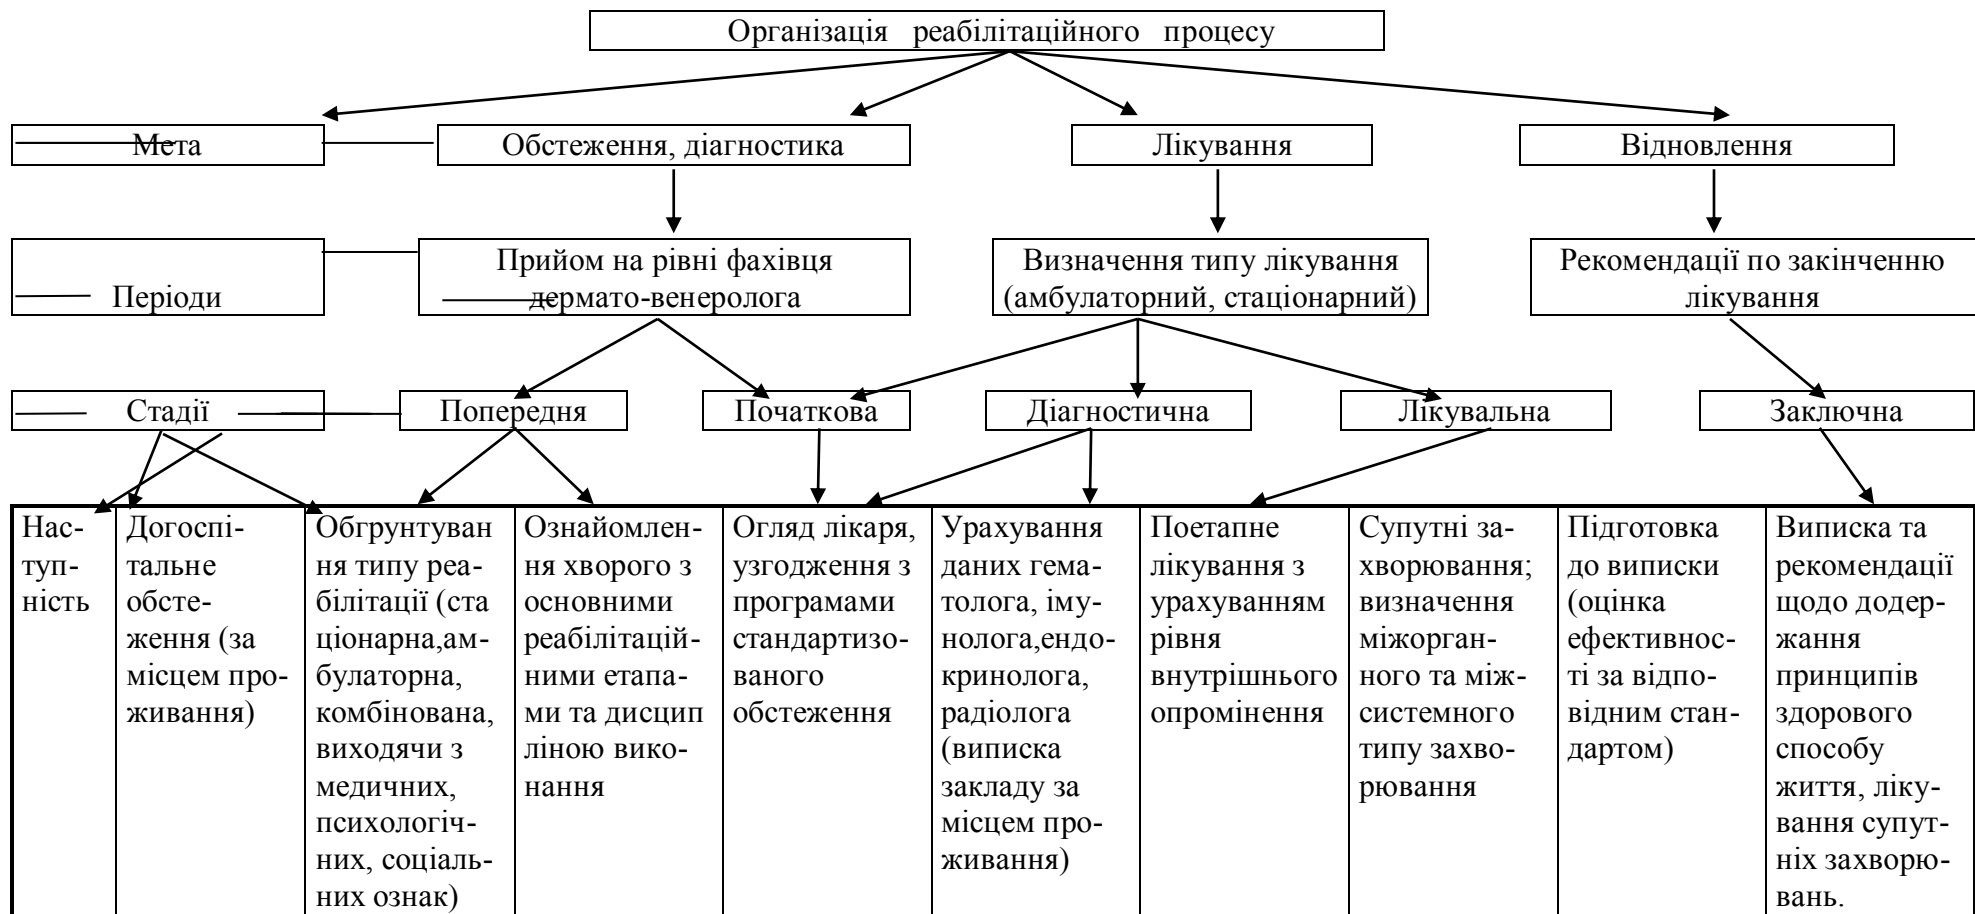 Організація реабілітаційного процесу
Мета
Обстеження, діагностика
Лікування
Відновлення
Періоди
Прийом на рівні фахівця
дермато-венеролога
Визначення типу лікування
(амбулаторний, стаціонарний)
Рекомендації по закінченню
лікування
Стадії
Попередня
Початкова
Діагностична
Лікувальна
Заключна
Нас-
туп-
ність
Догоспі-
тальне
обсте-
ження (за
місцем про-
живання)
Обгрунтуван
ня типу реа-
білітації (ста
ціонарна,ам-
булаторна,
комбінована,
виходячи з
медичних,
психологіч-
них, соціаль-
них ознак)
Ознайомлен-
ня хворого з
основними
реабілітацій-
ними етапа-
ми та дисцип
ліною вико-
нання
Огляд лікаря,
узгодження з
програмами
стандартизо-
ваного
обстеження
Урахування
даних гема-
толога, іму-
нолога,ендо-
кринолога,
радіолога
(виписка
закладу за
місцем про-
живання)
Поетапне
лікування з
урахуванням
рівня
внутрішнього
опромінення
Супутні за-
хворювання;
визначення
міжорган-
ного та між-
системного
типу захво-
рювання
Підготовка
до виписки
(оцінка
ефективнос-
ті за відпо-
відним стан-
дартом)
Виписка та
рекомендації
щодо додер-
жання
принципів
здорового
способу
життя, ліку-
вання супут-
ніх захворю-
вань.